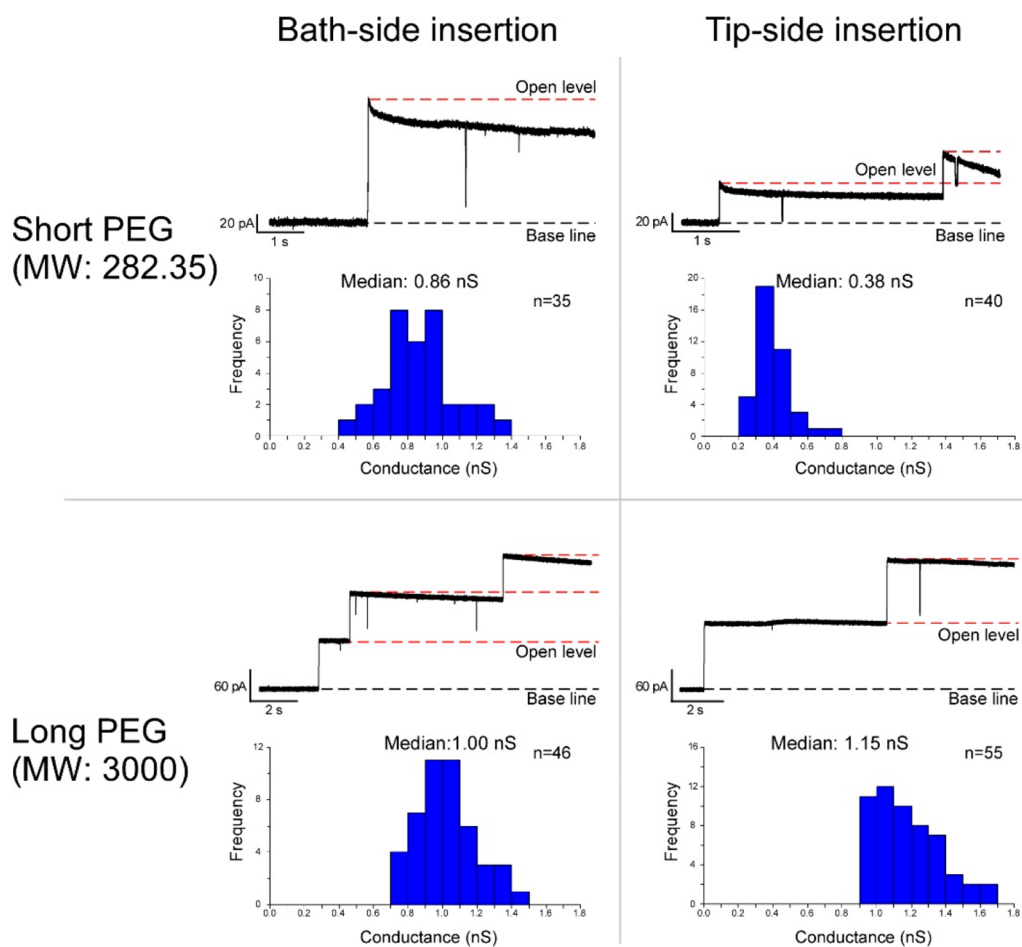 Bath-side insertion
Tip-side insertion
Short PEG
(MW: 282.35)
Open level
20 pA
1 s
Base line
Median: 0.86 nS
n=35
Frequency
10
8
6
4
2
0
0.0 0.2 0.4 0.6 0.8 1.0 1.2 1.4 1.6 1.8
Conductance (nS)
Open level
20 pA
1 s
Base line
Median: 0.38 nS
n=40
Frequency
20
15
10
5
0
0.0 0.2 0.4 0.6 0.8 1.0 1.2 1.4 1.6 1.8
Conductance (nS)
Long PEG
(MW: 3000)
Open level
60 pA
2 s
Base line
Median:1.00 nS
n=46
Frequency
12
8
4
0
0.0 0.2 0.4 0.6 0.8 1.0 1.2 1.4 1.6 1.8
Conductance (nS)
Open level
60 pA
2 s
Base line
Median: 1.15 nS
n=55
Frequency
16
12
8
4
0
0.0 0.2 0.4 0.6 0.8 1.0 1.2 1.4 1.6 1.8
Conductance (nS)